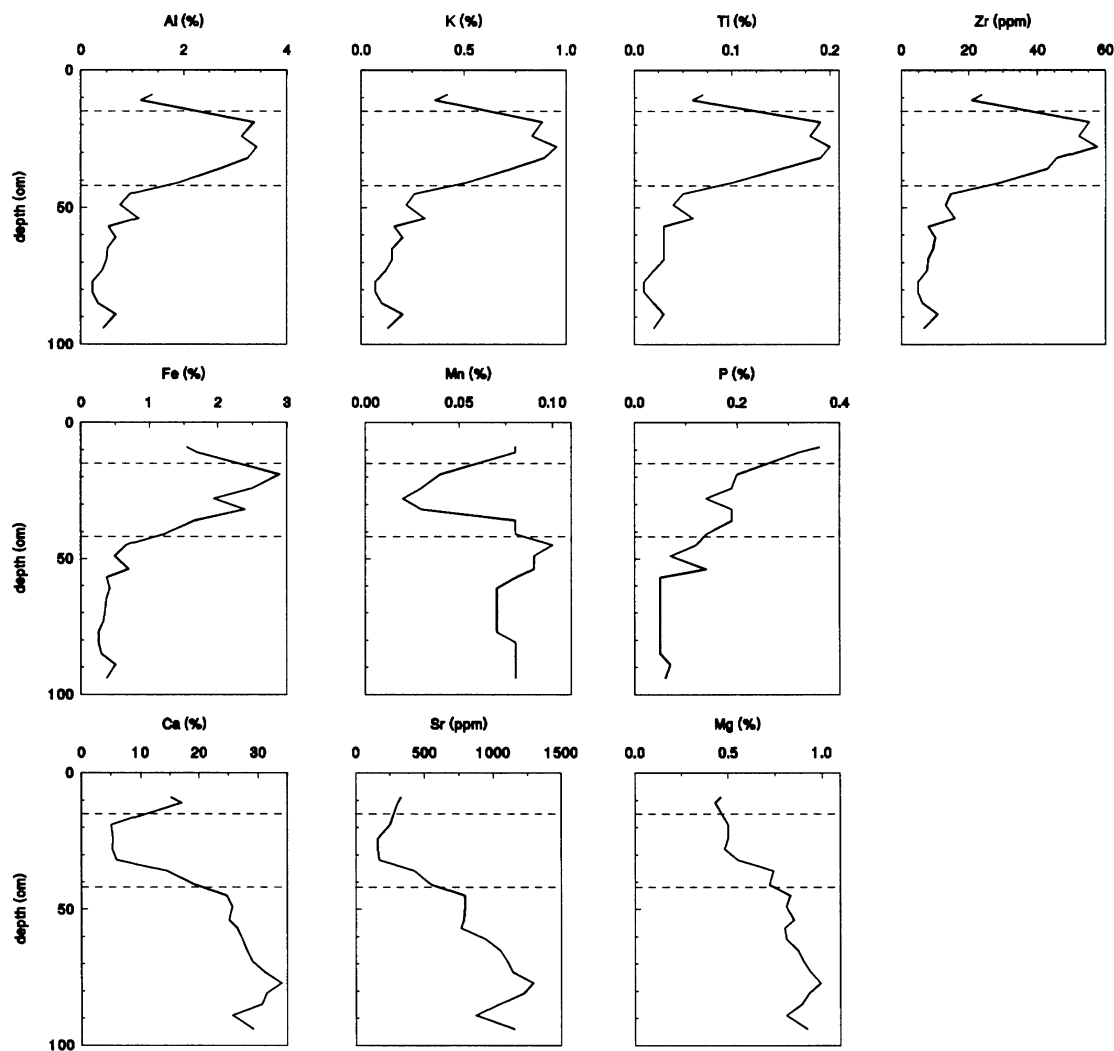 Al (%) K (%) Ti (%) Zr (ppm)
0 2 4 0.0 0.5 1.0 0.0 0.1 0.2 0 20 40 60
0
50
100
depth (cm)
Fe (%) Mn (%) P (%)
0 1 2 3 0.00 0.05 0.10 0.0 0.2 0.4
0
50
100
depth (cm)
Ca (%) Sr (ppm) Mg (%)
0 10 20 30 0 500 1000 1500 0.0 0.5 1.0
0
50
100
depth (cm)